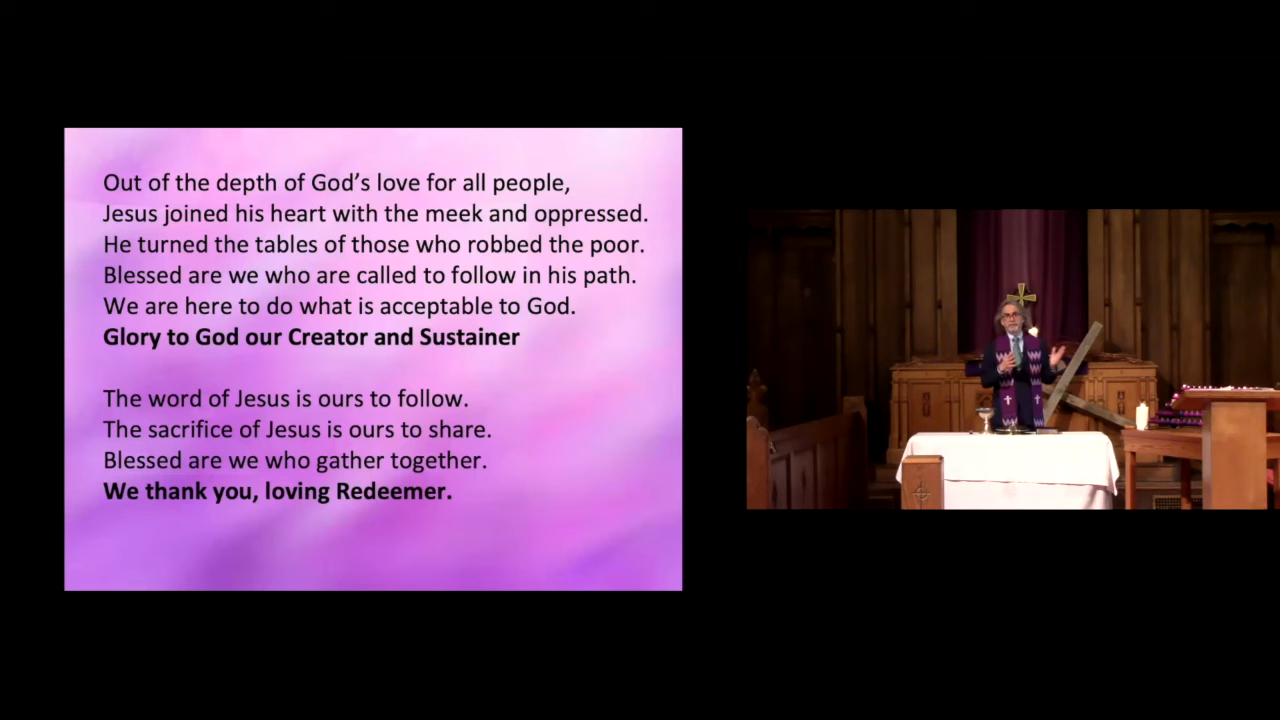 Out of the depth of God’s love for all people,
Jesus joined his heart with the meek and oppressed.
He turned the tables of those who robbed the poor.
Blessed are we who are called to follow in his path.
We are here to do what is acceptable to God.
Glory to God our Creator and Sustainer
The word of Jesus is ours to follow.
The sacrifice of Jesus is ours to share.
Blessed are we who gather together.
We thank you, loving Redeemer.